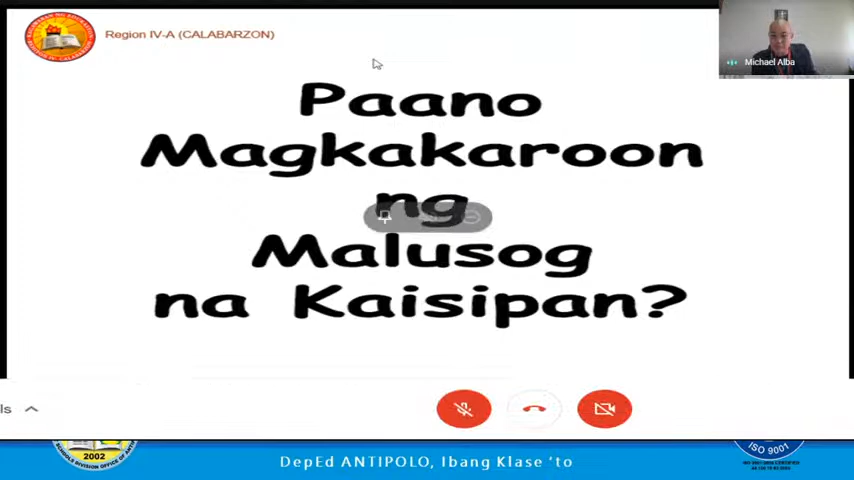 Region IV-A (CALABARZON)
Michael Alba
Paano
Magkakaroon
ng
Malusog
na Kaisipan?
ls
2002
DepEd ANTIPOLO, Ibang Klase 'to
ISO 9001